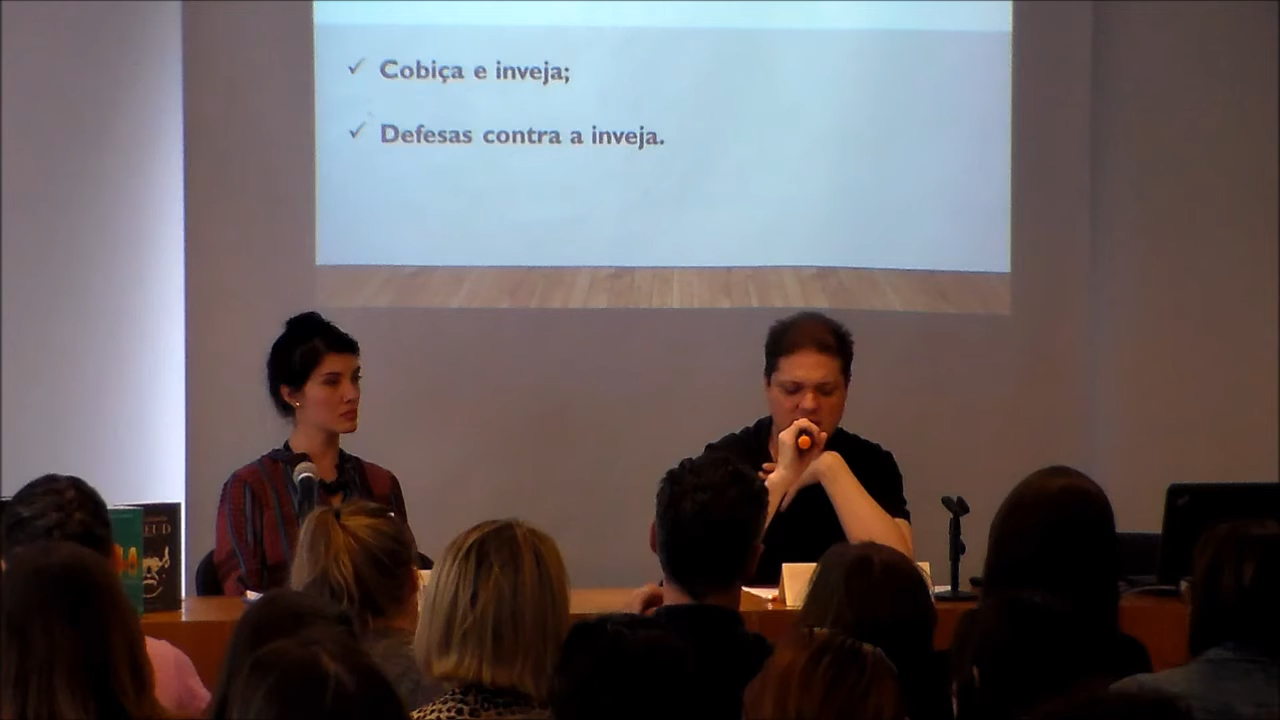 ✓ Cobiça e inveja;
✓ Defesas contra a inveja.